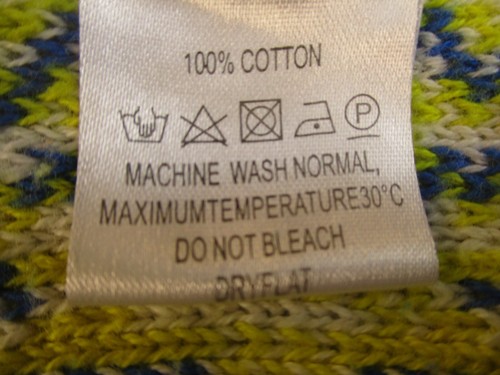 100% COTTON
P
MACHINE WASH NORMAL,
MAXIMUMTEMPERATURE30°C
DO NOT BLEACH
DRYFLAT